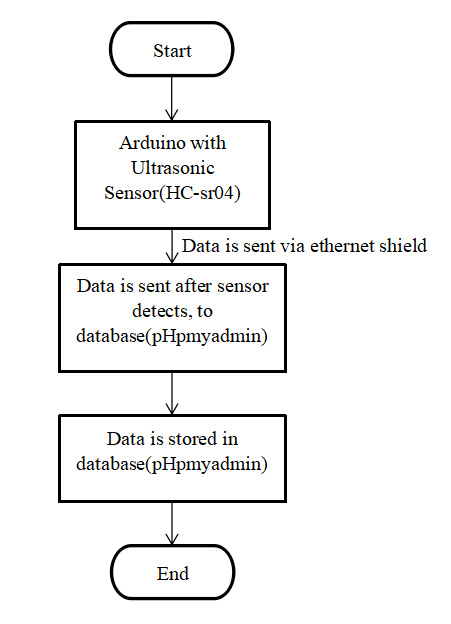 Start
Arduino with
Ultrasonic
Sensor(HC-sr04)
Data is sent via ethernet shield
Data is sent after sensor
detects, to
database(pHpmyadmin)
Data is stored in
database(pHpmyadmin)
End